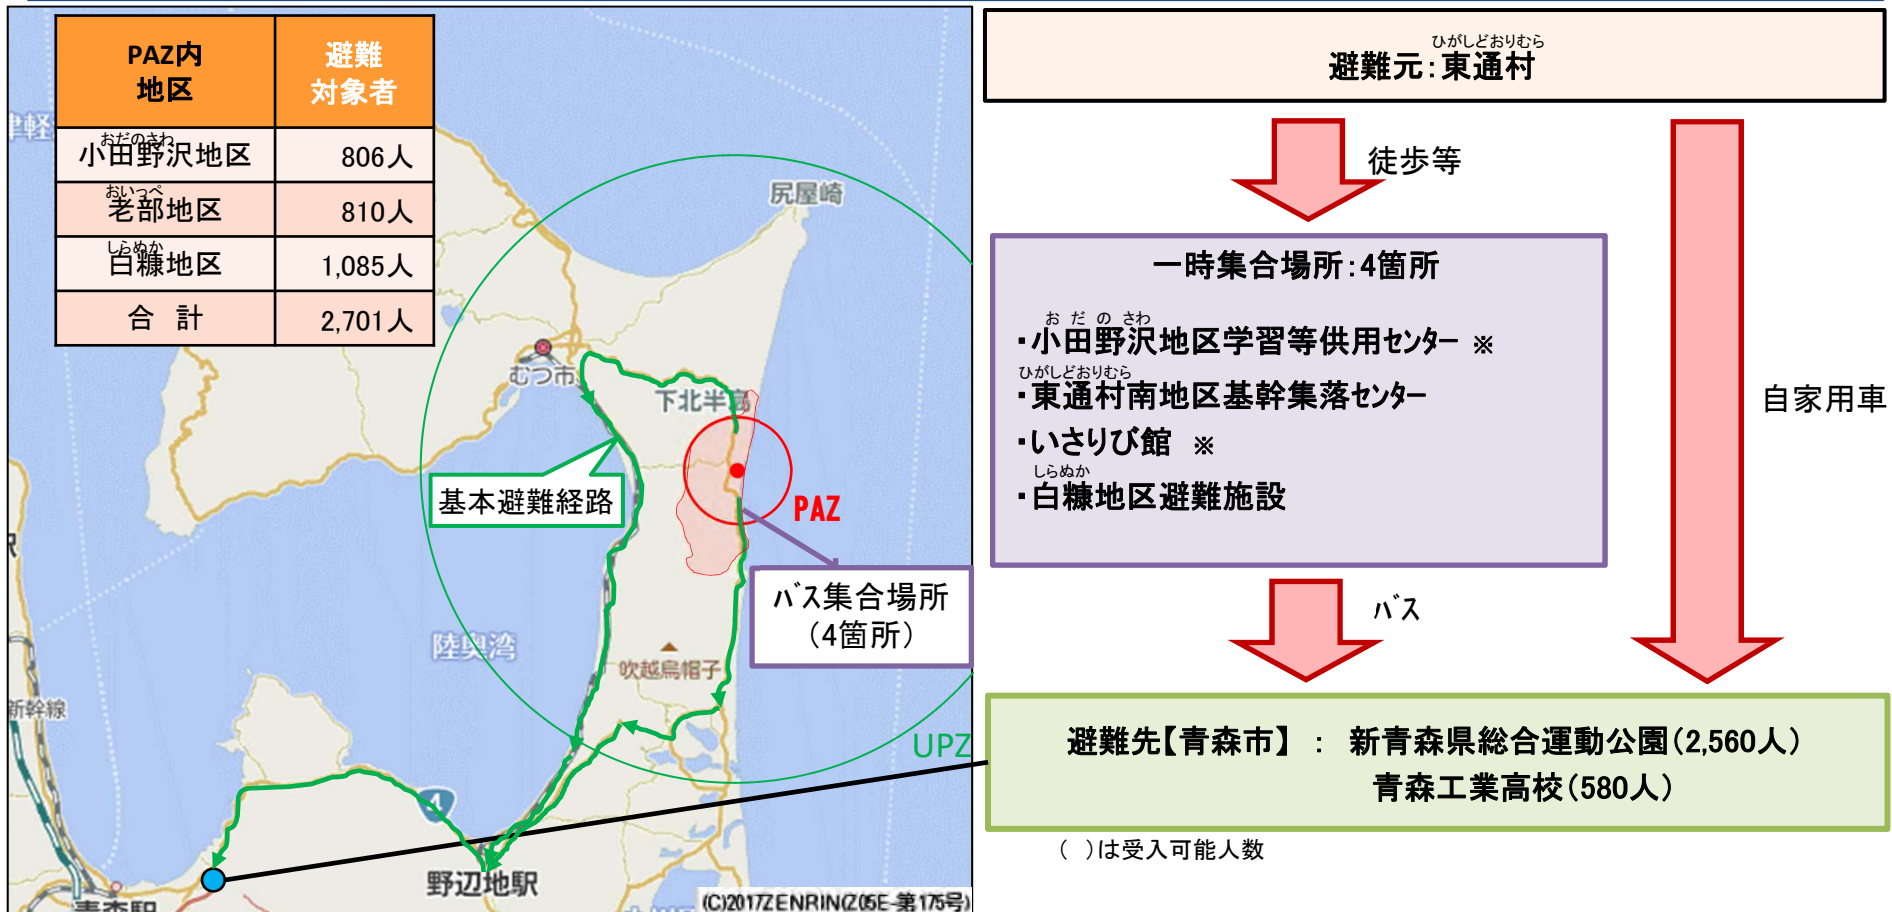 PAZ内
地区
避難
対象者
おだのさわ
小田野沢地区
806人
おいっぺ
老部地区
810人
しらぬか
白糠地区
1,085人
合 計
2,701人
尻屋崎
むつ市
下北半島
基本避難経路
PAZ
バス集合場所
(4箇所)
陸奥湾
吹越烏帽子
新幹線
UPZ
4
野辺地駅
青森駅
(C)2017ZENRIN(Z05E-第175号)
ひがしどおりむら
避難元:東通村
徒歩等
一時集合場所:4箇所
おだのさわ
・小田野沢地区学習等供用センター ※
ひがしどおりむら
・東通村南地区基幹集落センター
・いさりび館 ※
しらぬか
・白糠地区避難施設
自家用車
バス
避難先【青森市】 : 新青森県総合運動公園(2,560人)
青森工業高校(580人)
( )は受入可能人数